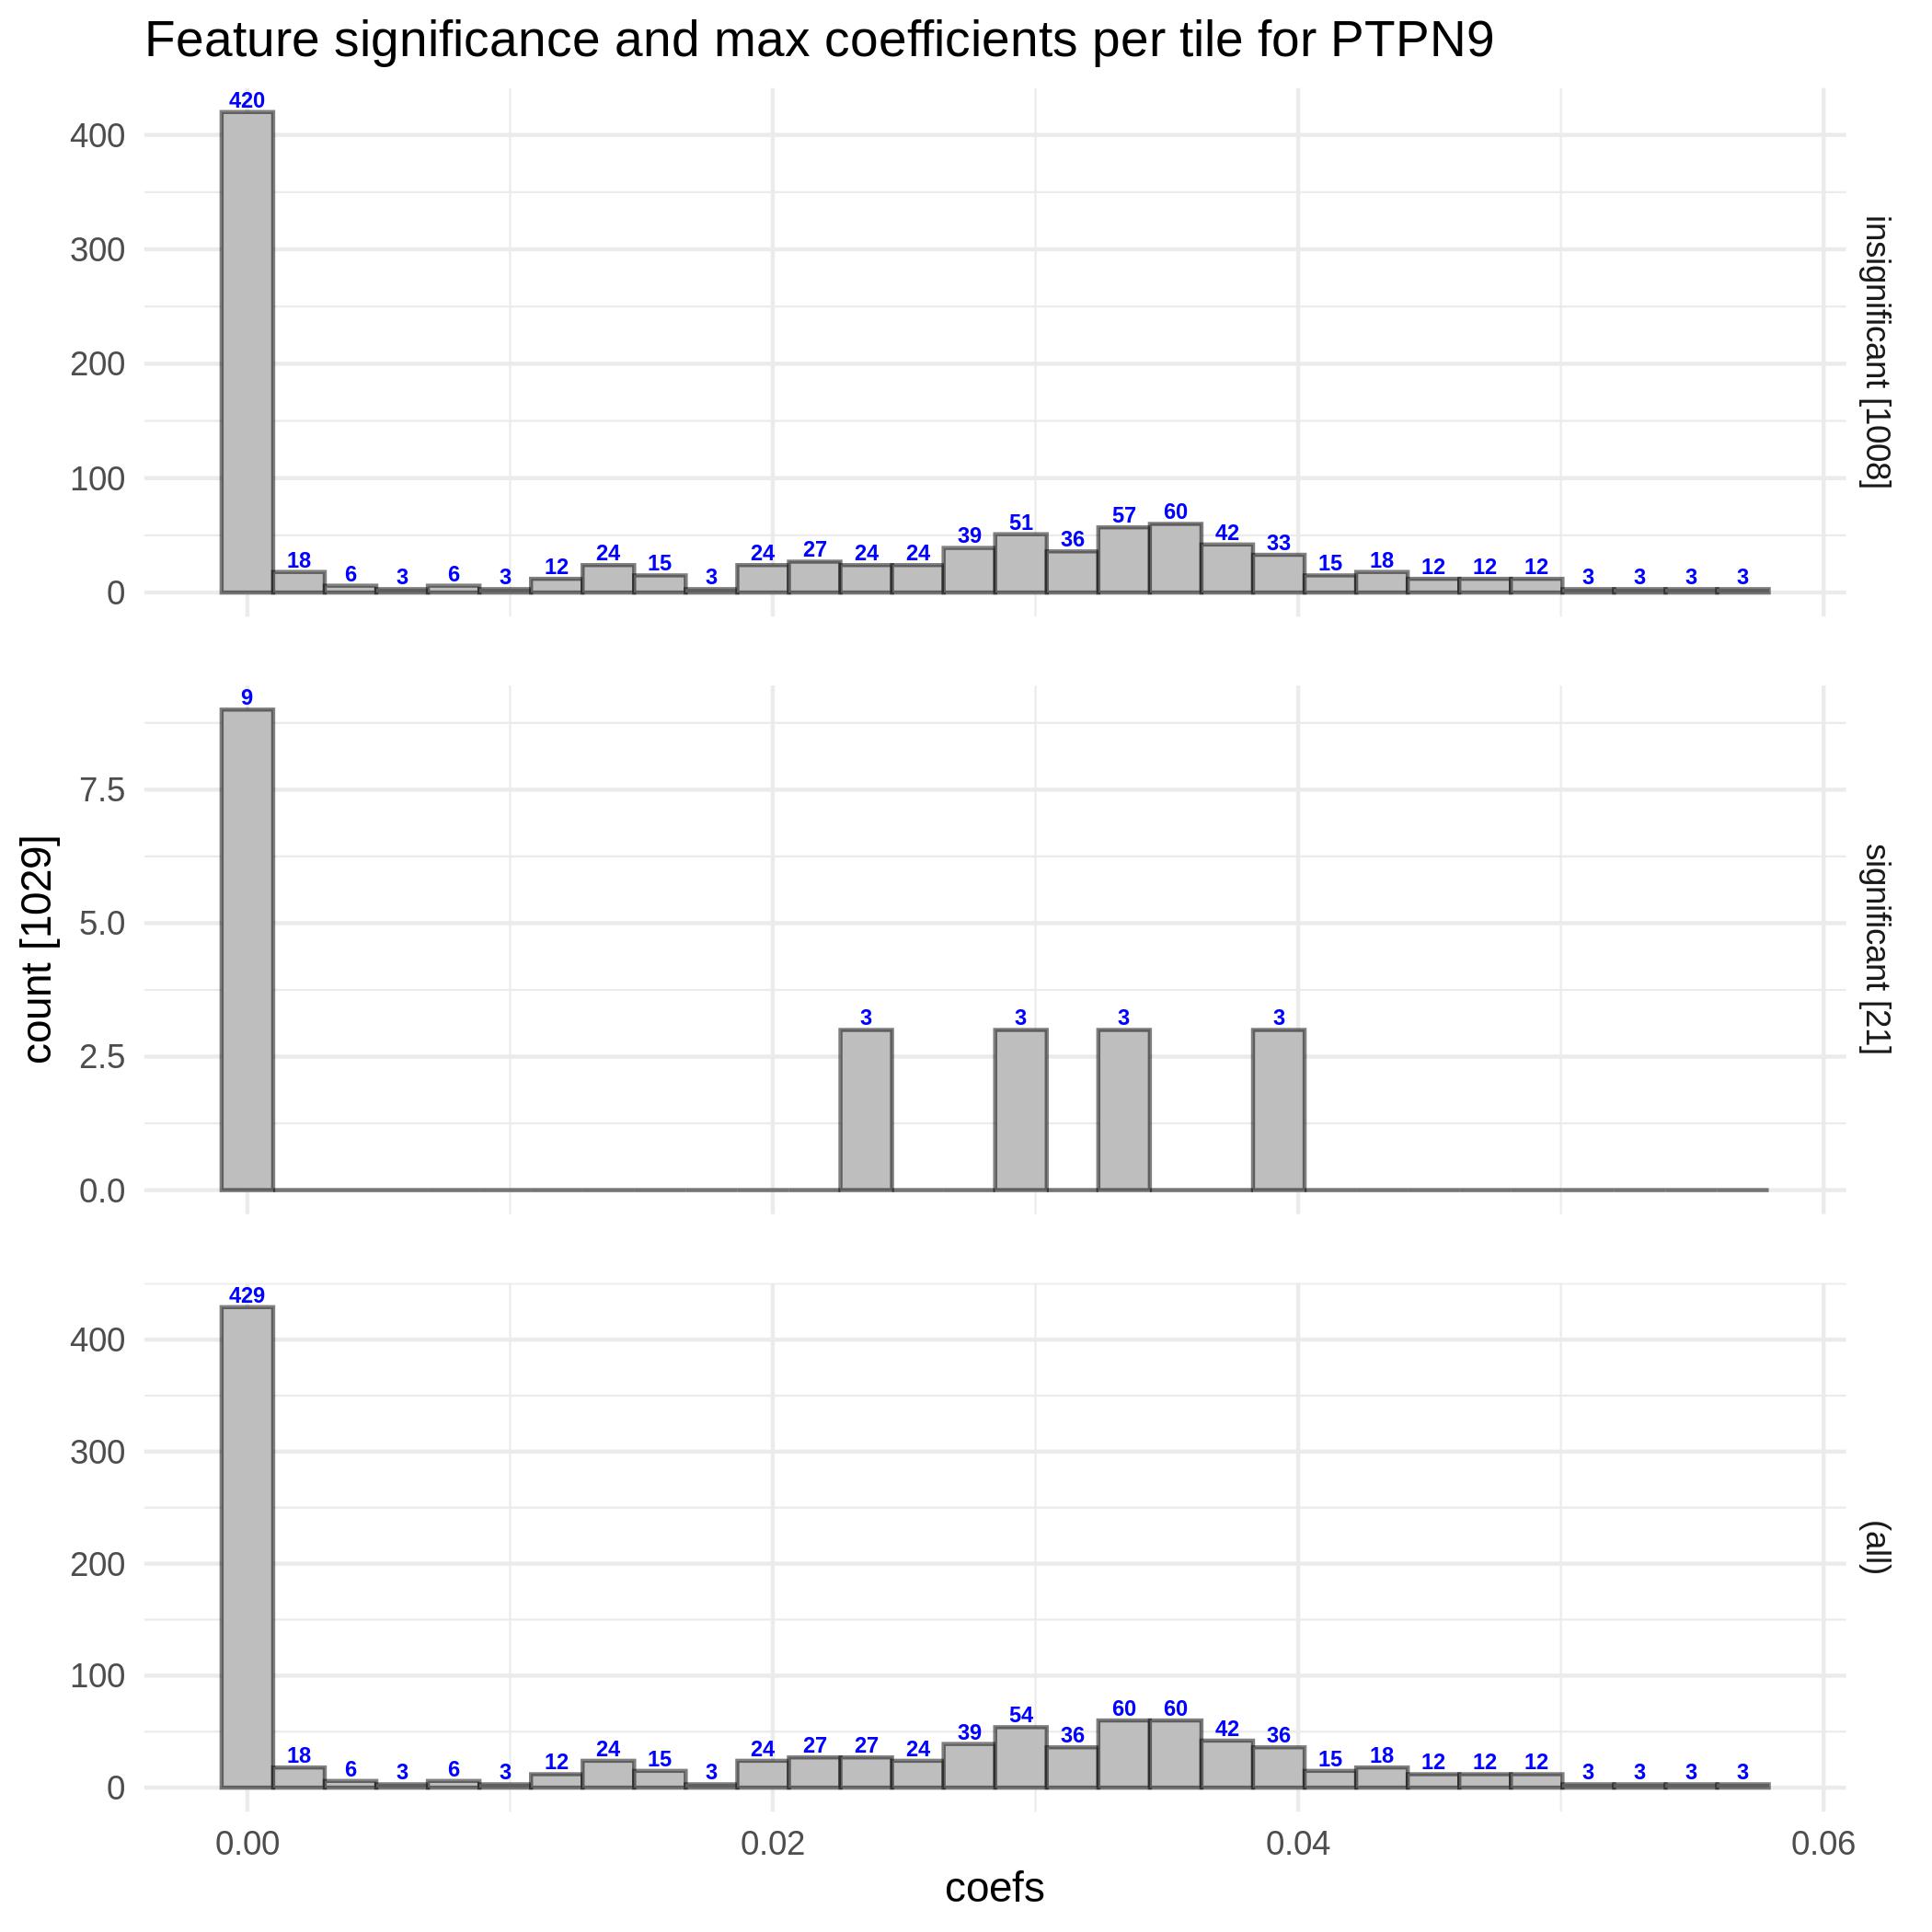 Feature significance and max coefficients per tile for PTPN9
420
400
300
200
100
0
18 6 3 6 3 12 24 15 3 24 27 24 24 39 51 36 57 60 42 33 15 18 12 12 12 3 3 3 3
insignificant [1008]
9
7.5
5.0
2.5
0.0
3 3 3 3
significant [21]
count [1029]
429
400
300
200
100
0
18 6 3 6 3 12 24 15 3 24 27 27 24 39 54 36 60 60 42 36 15 18 12 12 12 3 3 3 3
(all)
0.00 0.02 0.04 0.06
coefs